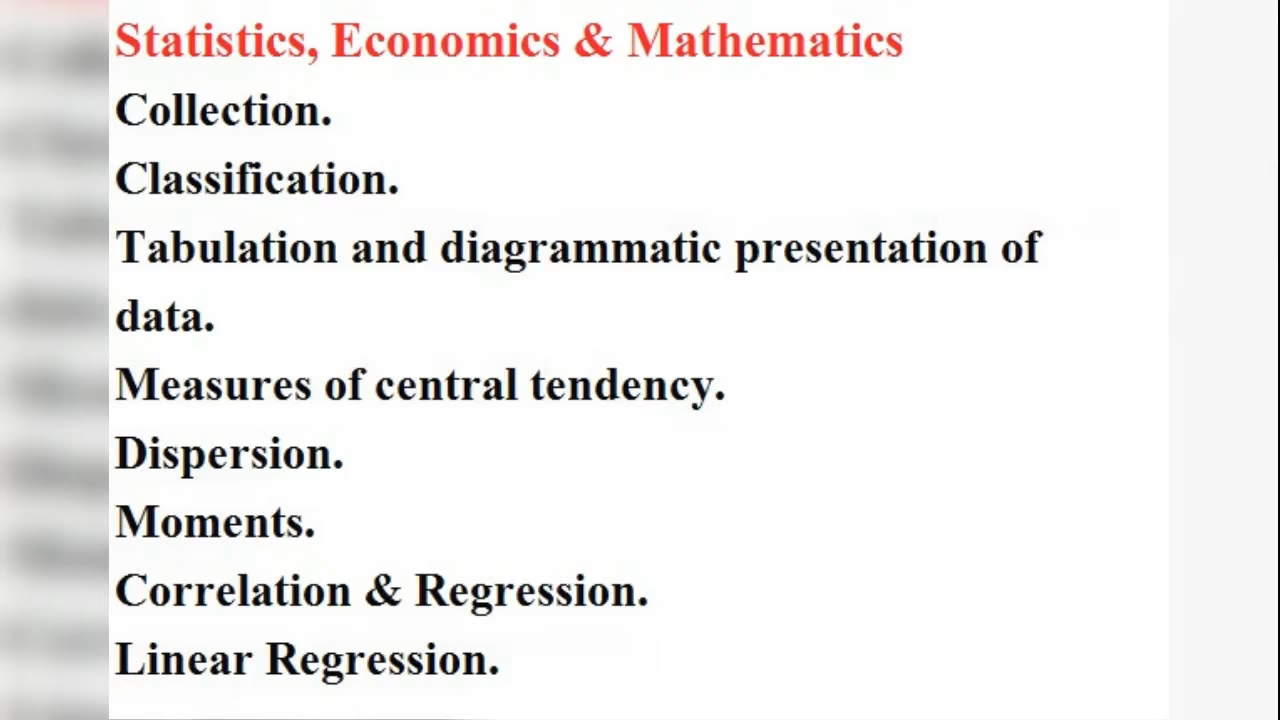 Statistics, Economics & Mathematics
Collection.
Classification.
Tabulation and diagrammatic presentation of
data.
Measures of central tendency.
Dispersion.
Moments.
Correlation & Regression.
Linear Regression.